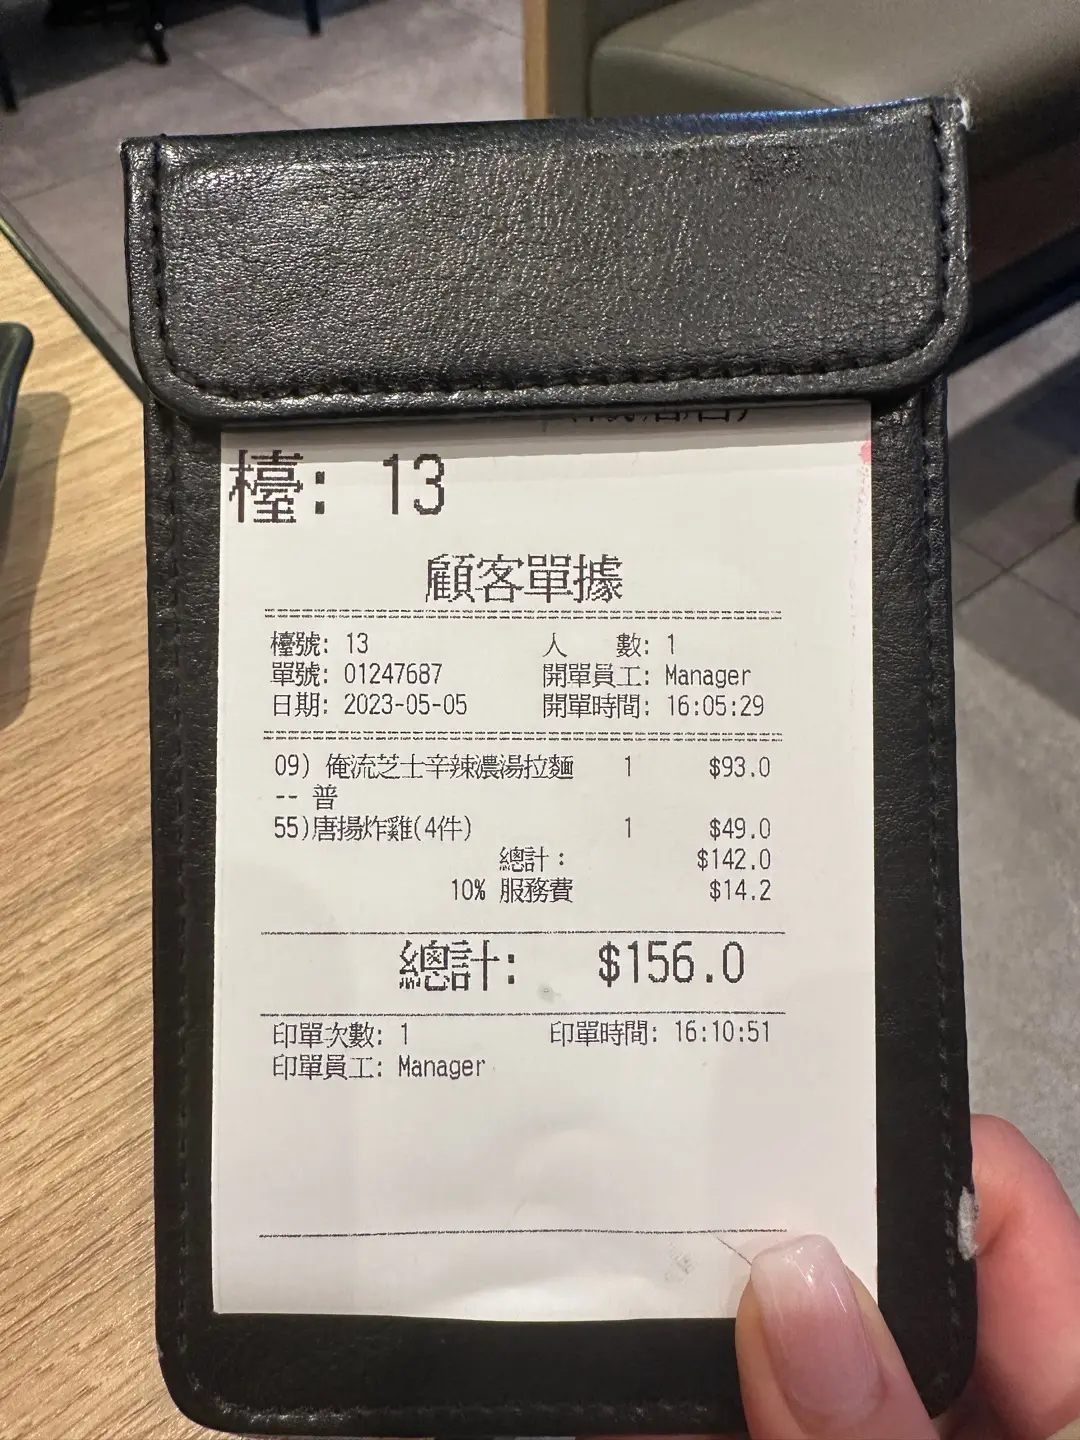 檯: 13
顧客單據
檯號: 13 人 數: 1
單號: 01247687 開單員工: Manager
日期: 2023-05-05 開單時間: 16:05:29
09) 俺流芝士辛辣濃湯拉麵 1 $93.0
-- 普
55)唐揚炸雞(4件) 1 $49.0
總計: $142.0
10% 服務費 $14.2
總計: $156.0
印單次數: 1 印單時間: 16:10:51
印單員工: Manager